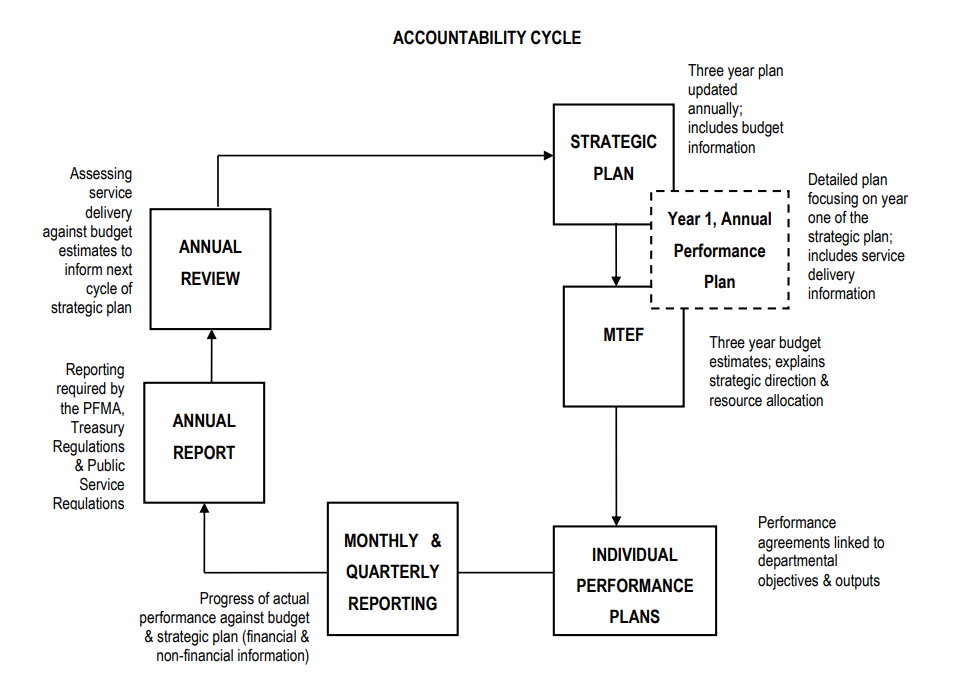 ACCOUNTABILITY CYCLE
Three year plan
updated
annually;
includes budget
information
STRATEGIC
PLAN
Detailed plan
focusing on year
one of the
strategic plan;
includes service
delivery
information
Year 1, Annual
Performance
Plan
Assessing
service
delivery
against budget
estimates to
inform next
cycle of
strategic plan
ANNUAL
REVIEW
MTEF
Three year budget
estimates; explains
strategic direction &
resource allocation
Reporting
required by
the PFMA,
Treasury
Regulations
& Public
Service
Regulations
ANNUAL
REPORT
MONTHLY &
QUARTERLY
REPORTING
INDIVIDUAL
PERFORMANCE
PLANS
Performance
agreements linked to
departmental
objectives & outputs
Progress of actual
performance against budget
& strategic plan (financial &
non-financial information)